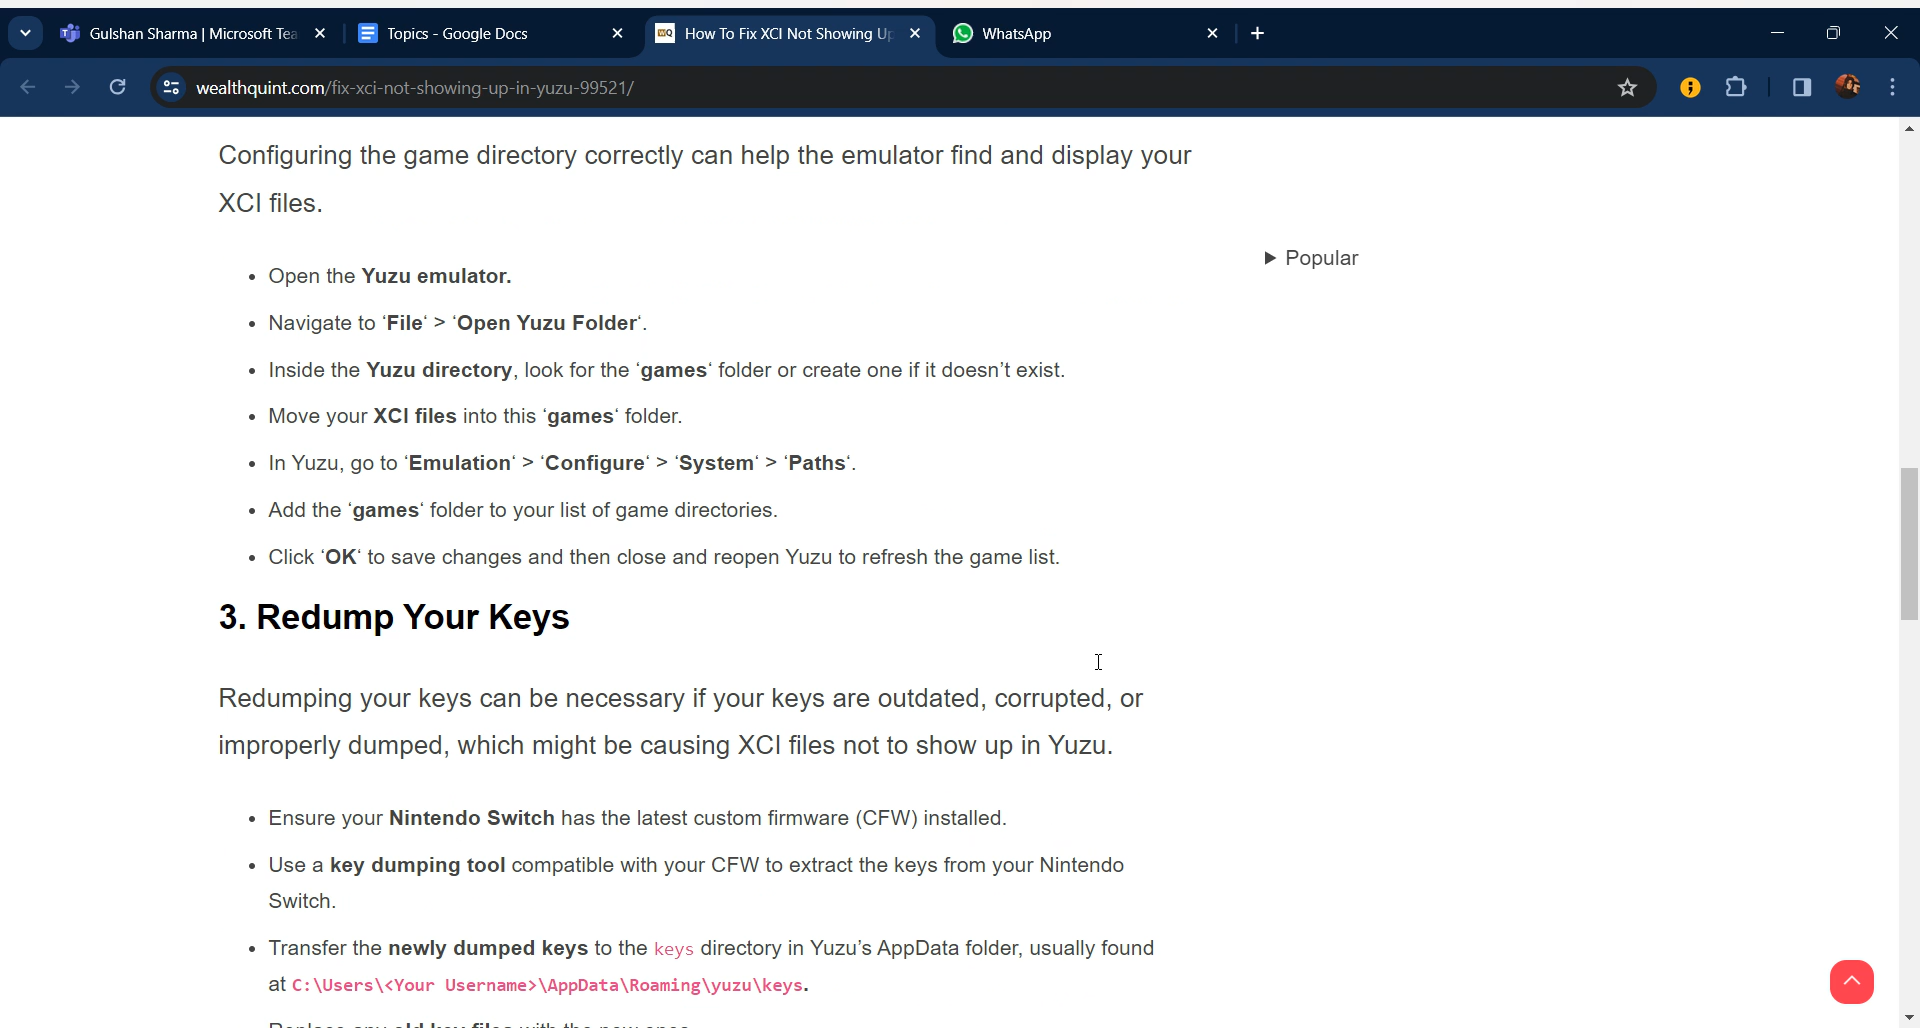 Gulshan Sharma | Microsoft Tea
Topics - Google Docs
How To Fix XCI Not Showing Up
WhatsApp
wealthquint.com/fix-xci-not-showing-up-in-yuzu-99521/
Configuring the game directory correctly can help the emulator find and display your
XCI files.
▶ Popular
• Open the Yuzu emulator.
• Navigate to ‘File‘ > ‘Open Yuzu Folder‘.
• Inside the Yuzu directory, look for the ‘games‘ folder or create one if it doesn’t exist.
• Move your XCI files into this ‘games‘ folder.
• In Yuzu, go to ‘Emulation‘ > ‘Configure‘ > ‘System‘ > ‘Paths‘.
• Add the ‘games‘ folder to your list of game directories.
• Click ‘OK‘ to save changes and then close and reopen Yuzu to refresh the game list.
3. Redump Your Keys
Redumping your keys can be necessary if your keys are outdated, corrupted, or
improperly dumped, which might be causing XCI files not to show up in Yuzu.
• Ensure your Nintendo Switch has the latest custom firmware (CFW) installed.
• Use a key dumping tool compatible with your CFW to extract the keys from your Nintendo
Switch.
• Transfer the newly dumped keys to the keys directory in Yuzu’s AppData folder, usually found
at C:\Users\<Your Username>\AppData\Roaming\yuzu\keys.
Replace any old key files with the new ones.